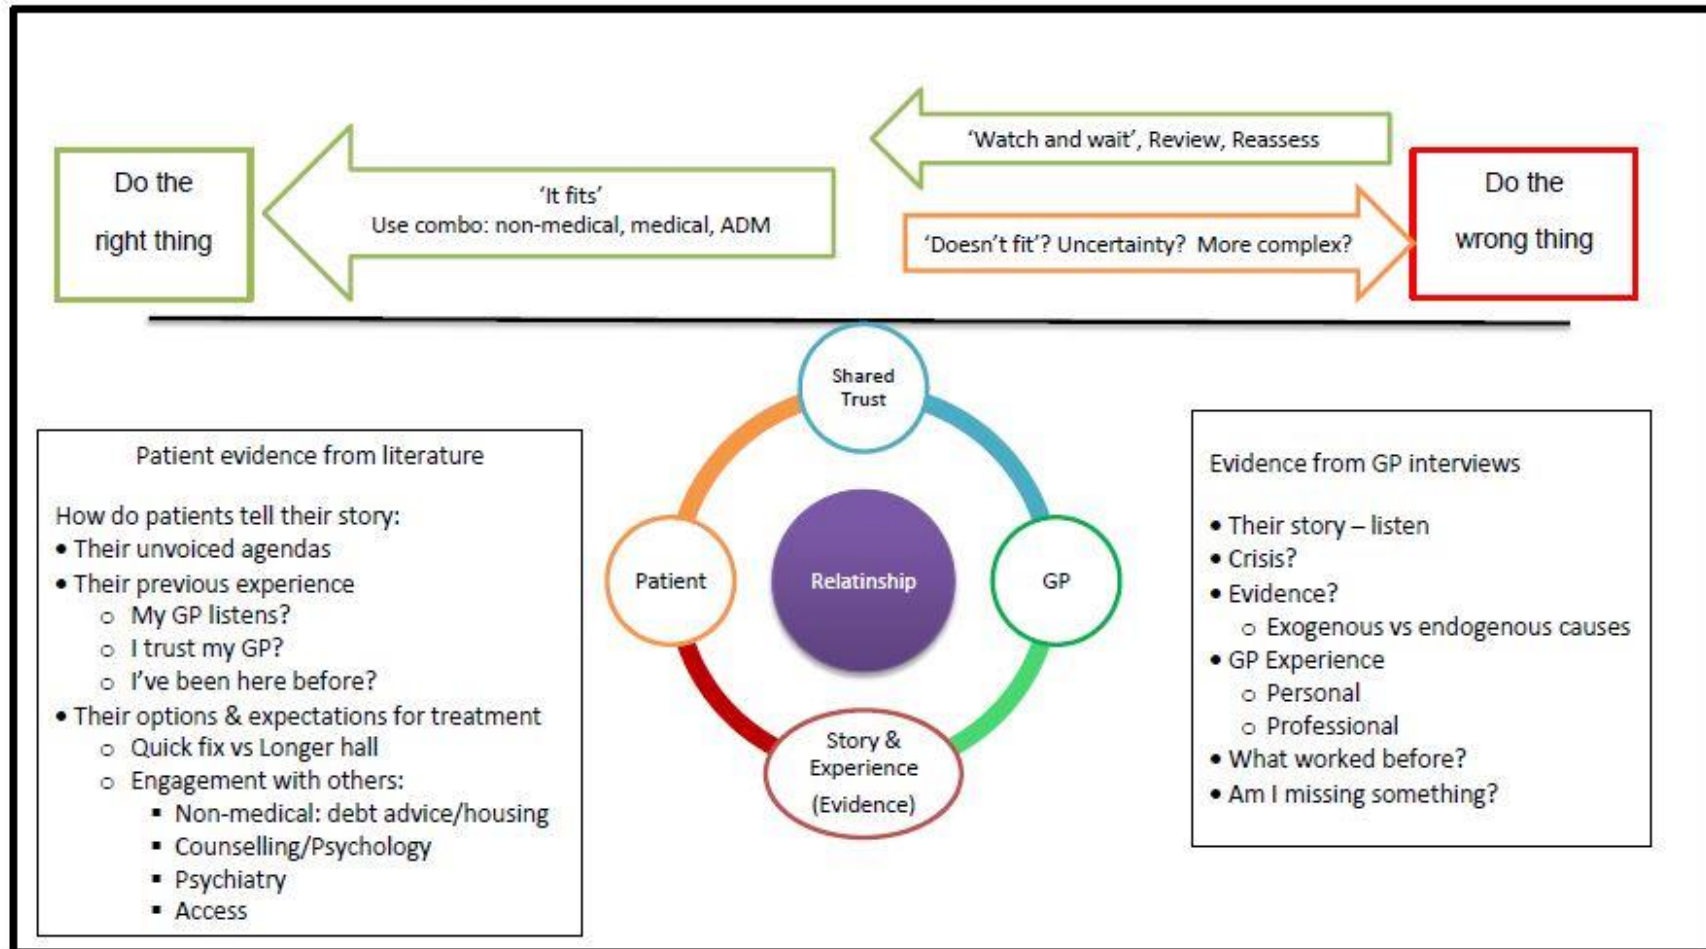 'Watch and wait', Review, Reassess
Do the
right thing
'It fits'
Use combo: non-medical, medical, ADM
'Doesn't fit'? Uncertainty? More complex?
Do the
wrong thing
Shared
Trust
Patient
Relatinship
GP
Story &
Experience
(Evidence)
Patient evidence from literature
How do patients tell their story:
• Their unvoiced agendas
• Their previous experience
o My GP listens?
o I trust my GP?
o I've been here before?
• Their options & expectations for treatment
o Quick fix vs Longer hall
o Engagement with others:
▪ Non-medical: debt advice/housing
▪ Counselling/Psychology
▪ Psychiatry
▪ Access
Evidence from GP interviews
• Their story – listen
• Crisis?
• Evidence?
o Exogenous vs endogenous causes
• GP Experience
o Personal
o Professional
• What worked before?
• Am I missing something?